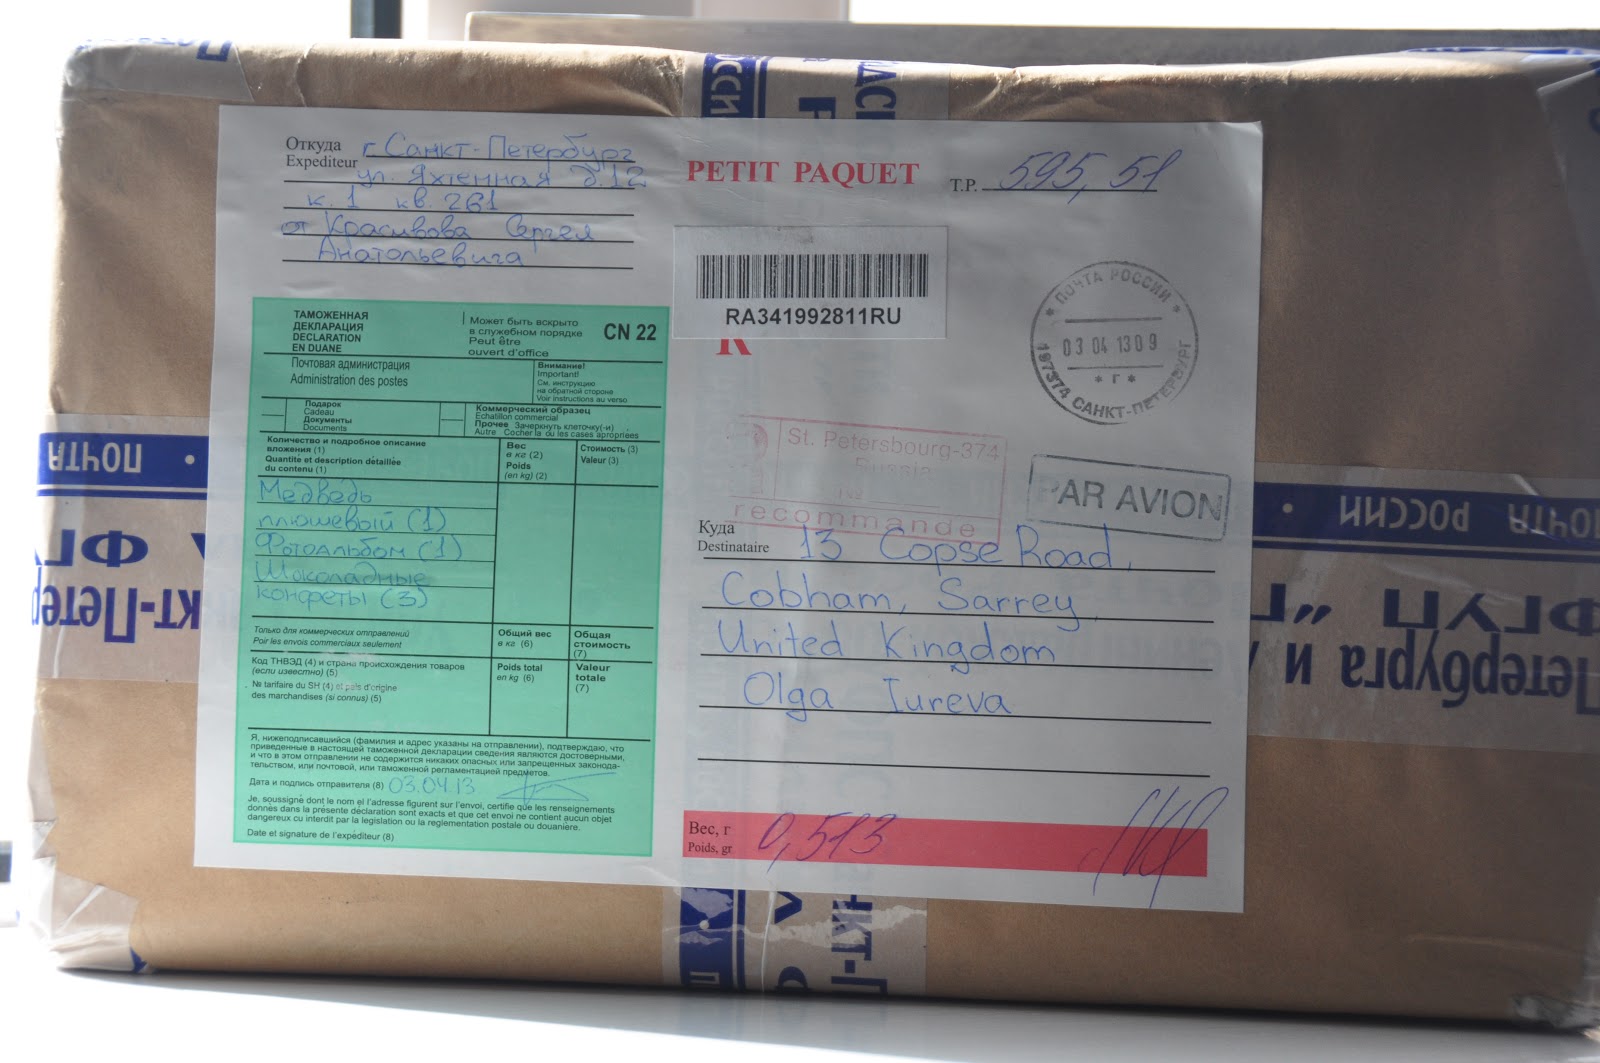 Откуда
Expediteur
г Санкт-Петербург
ул. Яхтенная д.12
к. 1 кв. 261
от Красивова Сергея
Анатольевича
PETIT PAQUET
Т.Р. 595,51
RA341992811RU
R
ПОЧТА РОССИИ
03 04 13 09
* Г *
197374 САНКТ-ПЕТЕРБУРГ
ТАМОЖЕННАЯ
ДЕКЛАРАЦИЯ
DECLARATION
EN DUANE
Может быть вскрыто
в служебном порядке
Peut être
ouvert d'office
CN 22
Почтовая администрация
Administration des postes
Внимание!
Important!
См. инструкцию
на обратной стороне
Voir instructions au verso
Подарок
Cadeau
Документы
Documents
Коммерческий образец
Echatillon commercial
Прочее Зачеркнуть клеточку(-и)
Autre Cocher la ou les cases apropriées
Количество и подробное описание
вложения (1)
Quantite et description detaillée
du contenu (1)
Вес
в кг (2)
Poids
(en kg) (2)
Стоимость (3)
Valeur (3)
Медведь
плюшевый (1)
Фотоальбом (1)
Шоколадные
конфеты (3)
Только для коммерческих отправлений
Poir les envois commerciaux seulement
Общий вес
в кг (6)
Общая
стоимость
(7)
Код ТНВЭД (4) и страна происхождения товаров
(если известно) (5)
№ tarifaire du SH (4) et pais d'origine
des marchandises (si connus) (5)
Poids total
en kg (6)
Valeur
totale
(7)
Я, нижеподписавшийся (фамилия и адрес указаны на отправлении), подтверждаю, что
приведенные в настоящей таможенной декларации сведения являются достоверными,
и что в этом отправлении не содержится никаких опасных или запрещенных законода-
тельством, или почтовой, или таможенной регламентацией предметов.
Дата и подпись отправителя (8) 03.04.13
Je, soussigné dont le nom el l'adresse figurent sur l'envoi, certifie que les renseignements
donnés dans la présente déclaration sont exacts et que cet envoi ne contient aucun objet
dangereux cu interdit par la legislation ou la reglementation postale ou douanière.
Date et signature de l'expéditeur (8)
St. Petersbourg-374
Russia
№
recommande
PAR AVION
Куда
Destinataire
13 Copse Road,
Cobham, Sarrey,
United Kingdom
Olga Iureva
Вес, г
Poids, gr
0,513
ПОЧТА
РОССИИ
ПОЧТА
Петербурга и